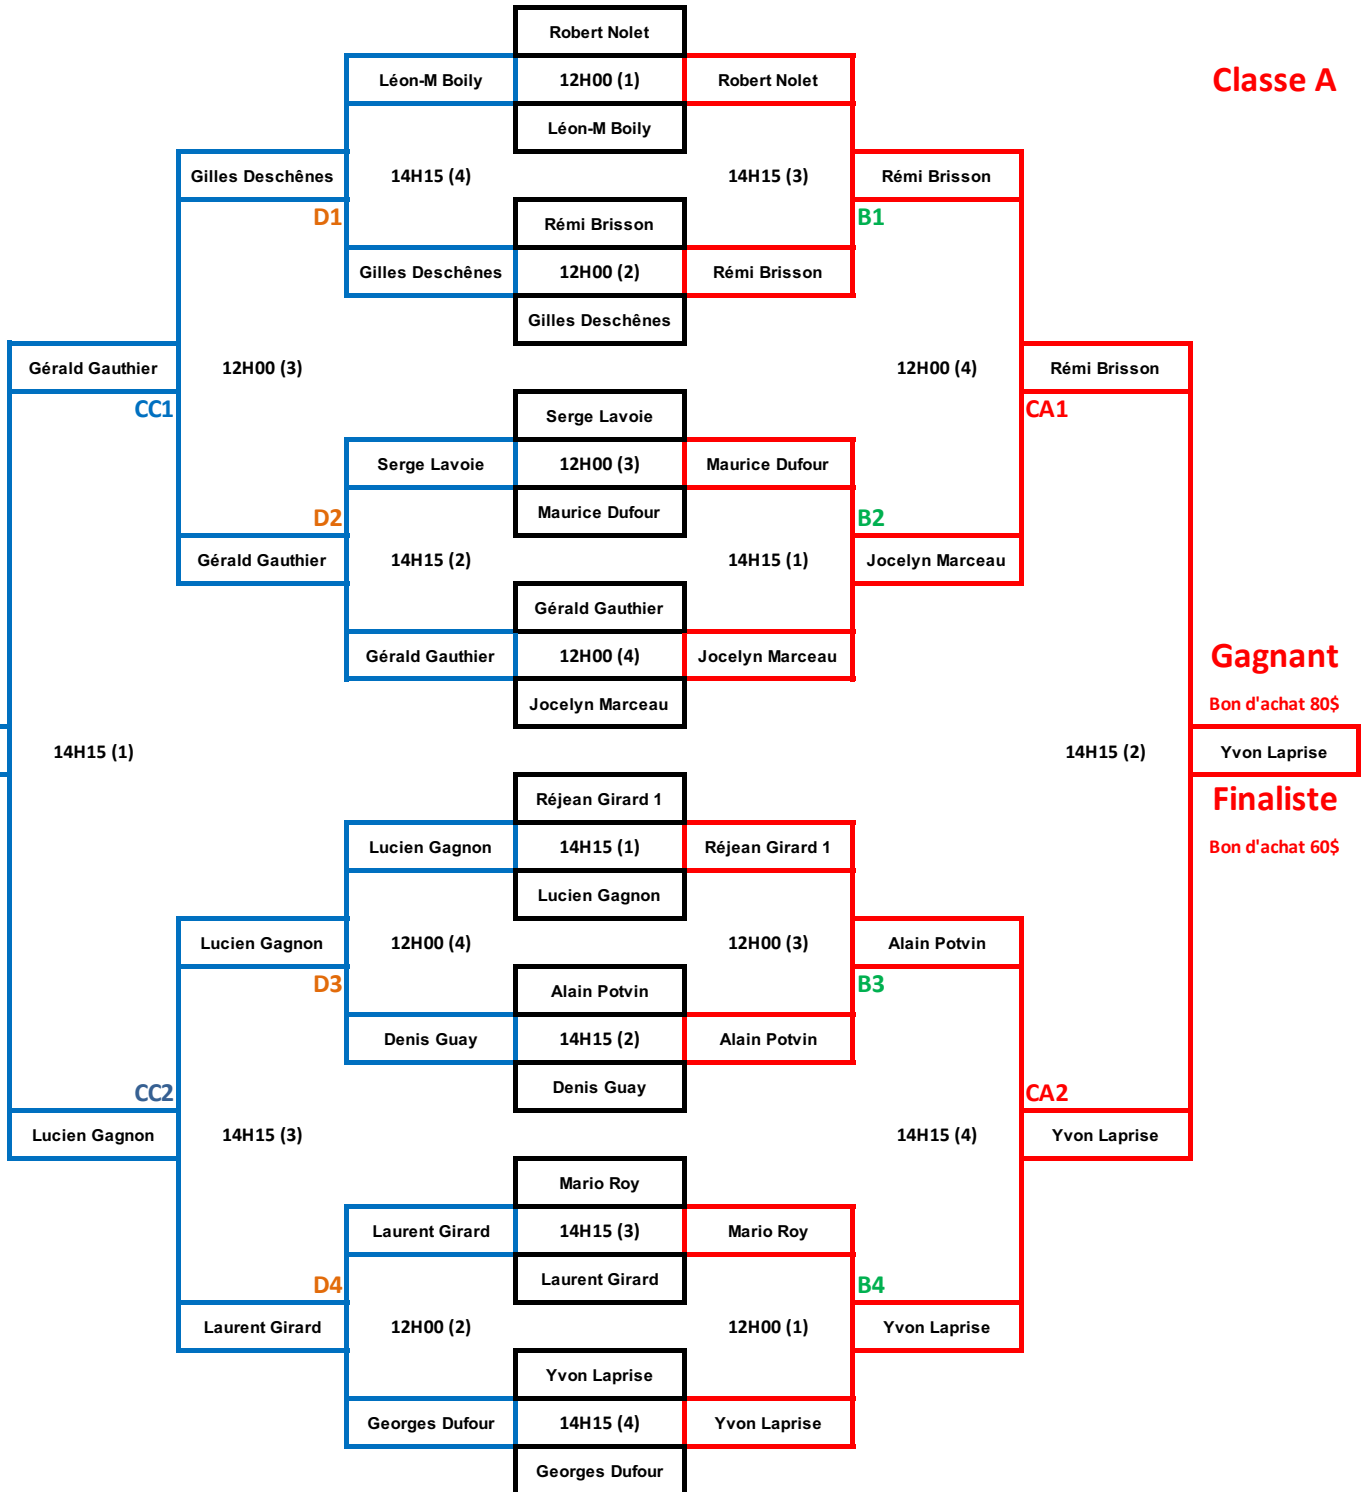 Robert Nolet
Léon-M Boily
12H00 (1)
Robert Nolet
Classe A
Léon-M Boily
Gilles Deschênes
14H15 (4)
14H15 (3)
Rémi Brisson
D1
Rémi Brisson
B1
Gilles Deschênes
12H00 (2)
Rémi Brisson
Gilles Deschênes
Gérald Gauthier
12H00 (3)
12H00 (4)
Rémi Brisson
CC1
Serge Lavoie
CA1
Serge Lavoie
12H00 (3)
Maurice Dufour
D2
Maurice Dufour
B2
Gérald Gauthier
14H15 (2)
14H15 (1)
Jocelyn Marceau
Gérald Gauthier
Gérald Gauthier
12H00 (4)
Jocelyn Marceau
Gagnant
Jocelyn Marceau
Bon d'achat 80$
14H15 (1)
14H15 (2)
Yvon Laprise
Réjean Girard 1
Finaliste
Lucien Gagnon
14H15 (1)
Réjean Girard 1
Bon d'achat 60$
Lucien Gagnon
Lucien Gagnon
12H00 (4)
12H00 (3)
Alain Potvin
D3
Alain Potvin
B3
Denis Guay
14H15 (2)
Alain Potvin
CC2
Denis Guay
CA2
Lucien Gagnon
14H15 (3)
14H15 (4)
Yvon Laprise
Mario Roy
Laurent Girard
14H15 (3)
Mario Roy
D4
Laurent Girard
B4
Laurent Girard
12H00 (2)
12H00 (1)
Yvon Laprise
Yvon Laprise
Georges Dufour
14H15 (4)
Yvon Laprise
Georges Dufour